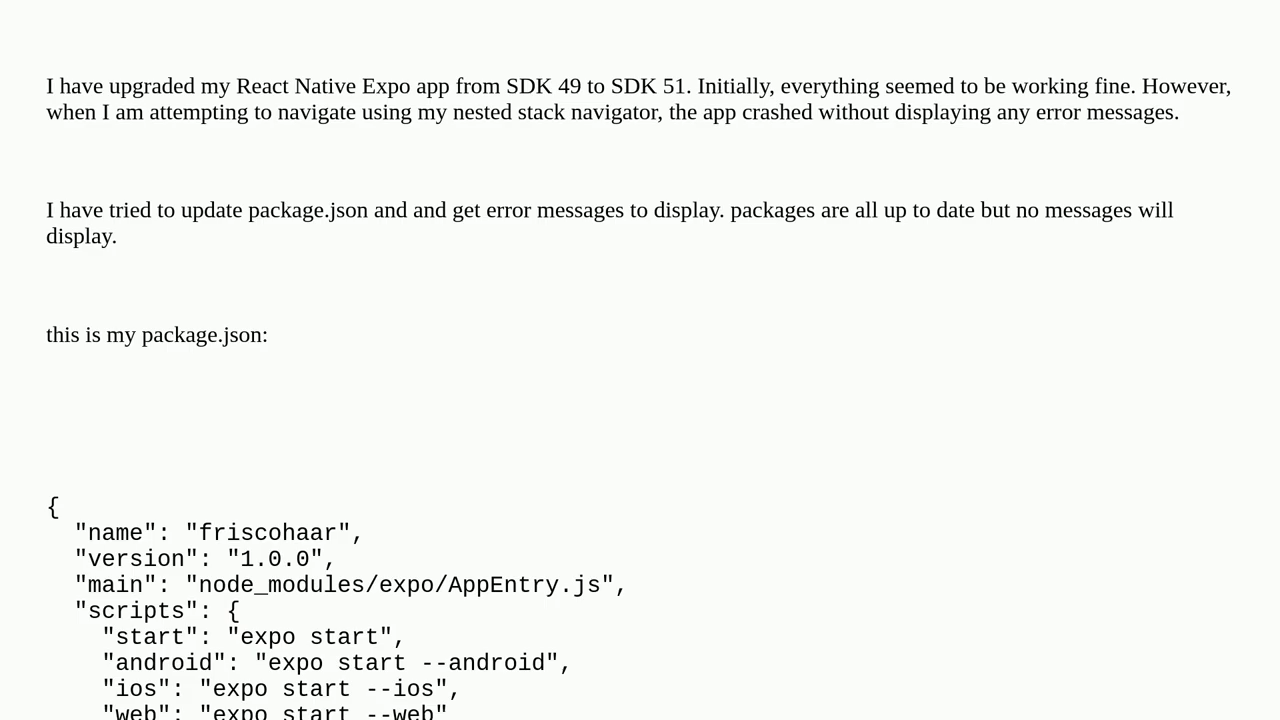 I have upgraded my React Native Expo app from SDK 49 to SDK 51. Initially, everything seemed to be working fine. However,
when I am attempting to navigate using my nested stack navigator, the app crashed without displaying any error messages.
I have tried to update package.json and and get error messages to display. packages are all up to date but no messages will
display.
this is my package.json:
{
  "name": "friscohaar",
  "version": "1.0.0",
  "main": "node_modules/expo/AppEntry.js",
  "scripts": {
    "start": "expo start",
    "android": "expo start --android",
    "ios": "expo start --ios",
    "web": "expo start --web"